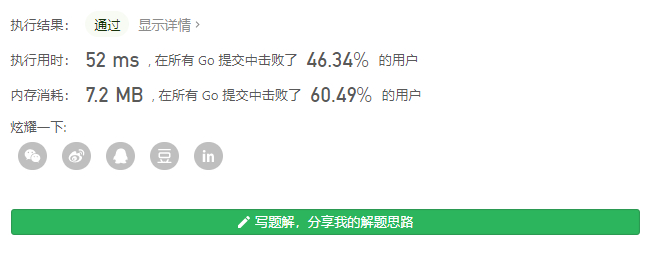 执行结果： 通过 显示详情 ›
执行用时： 52 ms , 在所有 Go 提交中击败了 46.34% 的用户
内存消耗： 7.2 MB , 在所有 Go 提交中击败了 60.49% 的用户
炫耀一下:
豆 in
写题解，分享我的解题思路